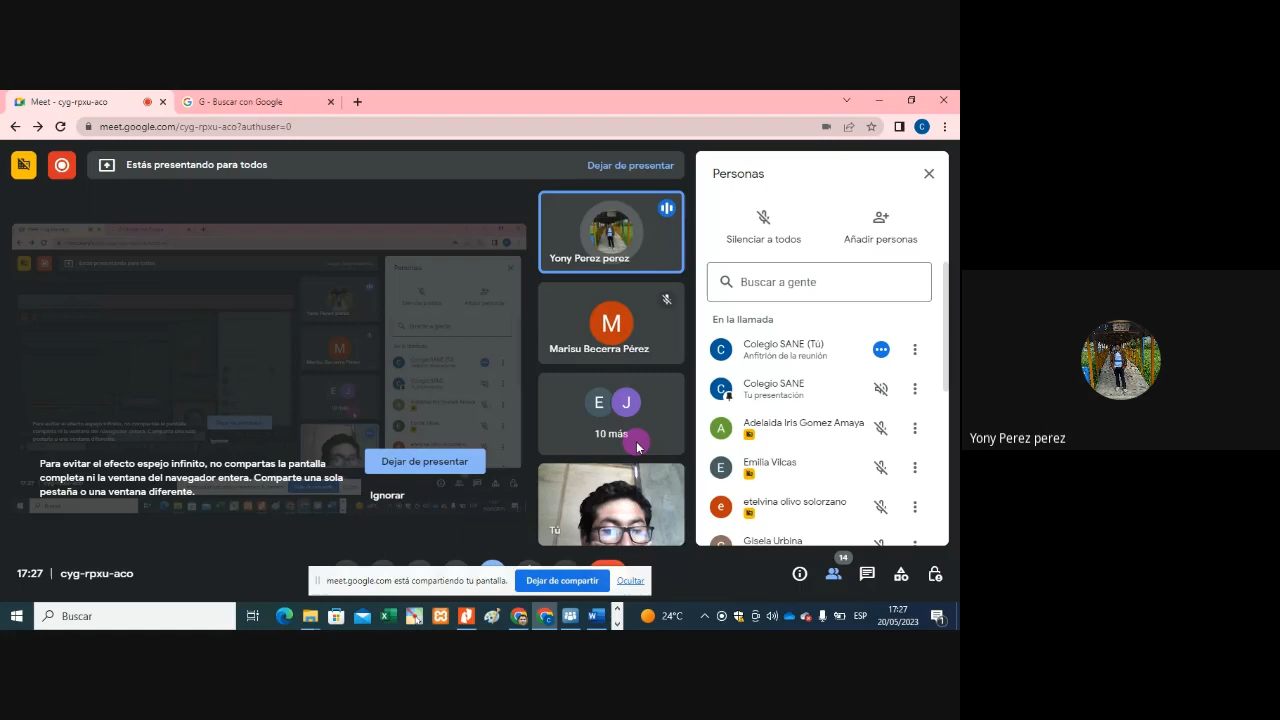 Meet - cyg-rpxu-aco
G - Buscar con Google
meet.google.com/cyg-rpxu-aco?authuser=0
C
Estás presentando para todos
Dejar de presentar
Personas
Silenciar a todos
Añadir personas
Buscar a gente
En la llamada
C
Colegio SANE (Tú)
Anfitrión de la reunión
C
Colegio SANE
Tu presentación
A
Adelaida Iris Gomez Amaya
E
Emilia Vilcas
e
etelvina olivo solorzano
G
Gisela Urbina
Yony Perez perez
M
Marisu Becerra Pérez
E
J
10 más
Tú
Para evitar el efecto espejo infinito, no compartas la pantalla
completa ni la ventana del navegador entera. Comparte una sola
pestaña o una ventana diferente.
Dejar de presentar
Ignorar
17:27 | cyg-rpxu-aco
meet.google.com está compartiendo tu pantalla.
Dejar de compartir
Ocultar
14
Buscar
24°C
ESP
17:27
20/05/2023
1
Yony Perez perez